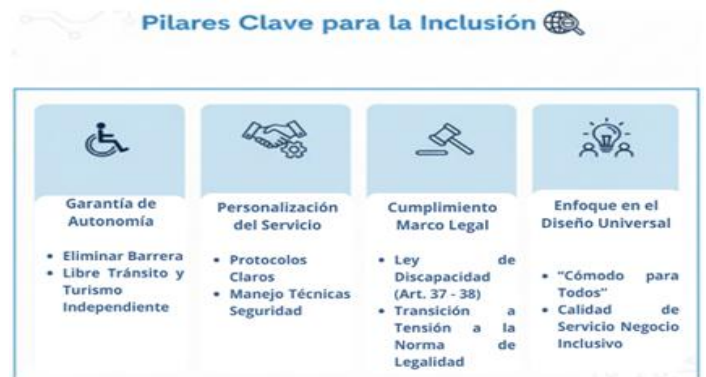 Pilares Clave para la Inclusión
Garantía de
Autonomía
• Eliminar Barrera
• Libre Tránsito y
Turismo
Independiente
Personalización
del Servicio
• Protocolos
Claros
• Manejo Técnicas
Seguridad
Cumplimiento
Marco Legal
• Ley de
Discapacidad
(Art. 37 - 38)
• Transición a
Tensión a la
Norma de
Legalidad
Enfoque en el
Diseño Universal
• "Cómodo para
Todos"
• Calidad de
Servicio Negocio
Inclusivo